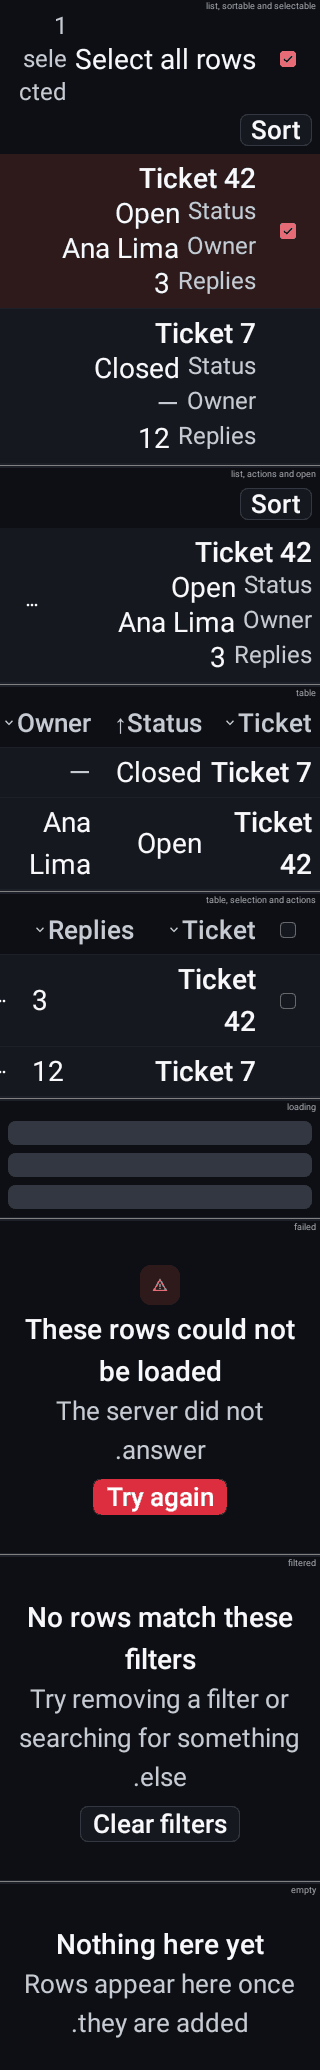 list, sortable and selectable
Select all rows
1
sele
cted
Sort
Ticket 42
Status Open
Owner Ana Lima
Replies 3
Ticket 7
Status Closed
Owner —
Replies 12
list, actions and open
Sort
Ticket 42
Status Open
Owner Ana Lima
Replies 3
…
table
Ticket ↑Status Owner
Ticket 7 Closed —
Ticket
42
Open
Ana
Lima
table, selection and actions
Ticket Replies
Ticket
42
3
Ticket 7 12
loading
failed
These rows could not
be loaded
The server did not
.answer
Try again
filtered
No rows match these
filters
Try removing a filter or
searching for something
.else
Clear filters
empty
Nothing here yet
Rows appear here once
.they are added